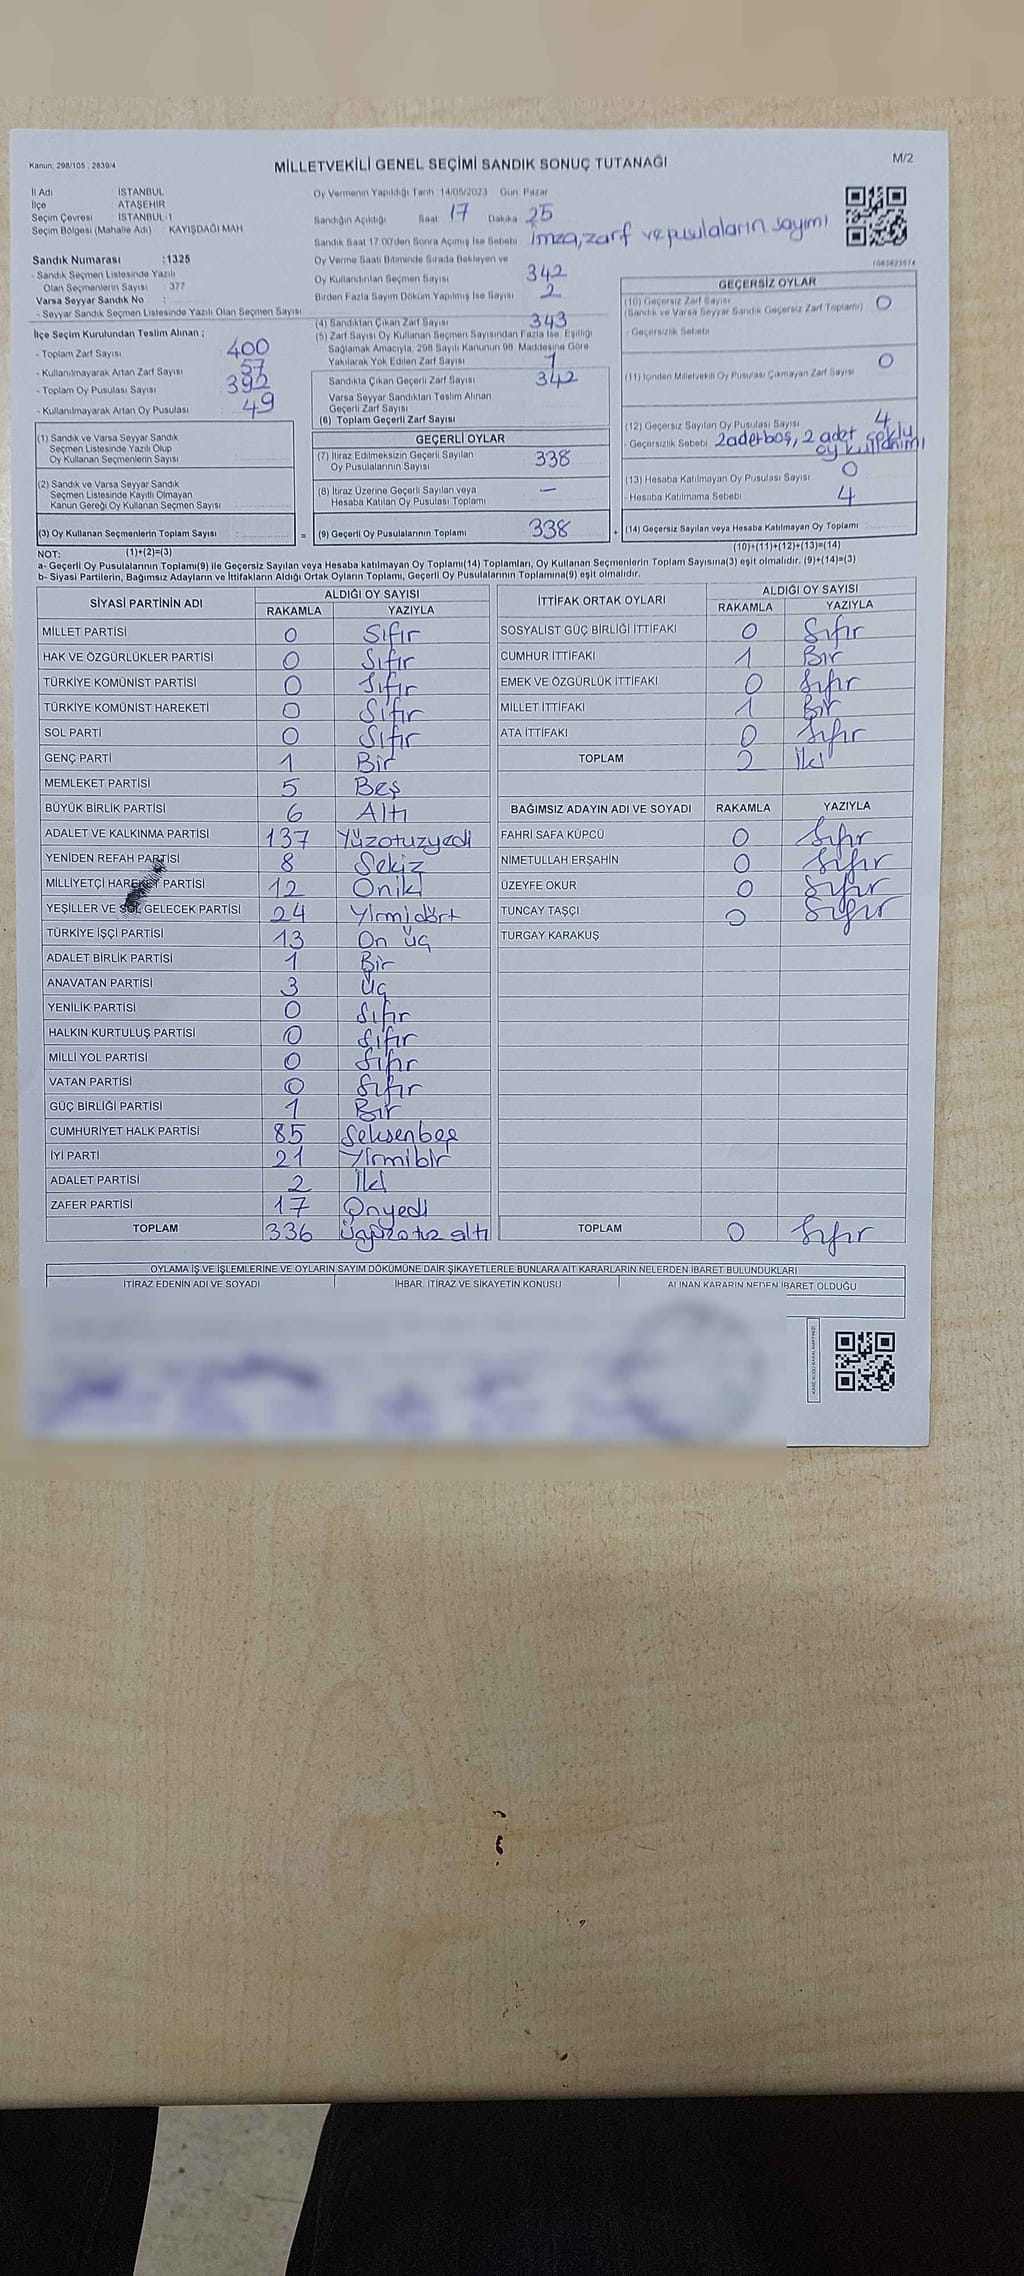 Kanun: 298/105 , 2839/4
MİLLETVEKİLİ GENEL SEÇİMİ SANDIK SONUÇ TUTANAĞI
M/2
İl Adı : İSTANBUL
İlçe : ATAŞEHİR
Seçim Çevresi : İSTANBUL-1
Seçim Bölgesi (Mahalle Adı) : KAYIŞDAĞI MAH
Sandık Numarası :1325
- Sandık Seçmen Listesinde Yazılı
Olan Seçmenlerin Sayısı : 377
Varsa Seyyar Sandık No :
- Seyyar Sandık Seçmen Listesinde Yazılı Olan Seçmen Sayısı:
Oy Vermenin Yapıldığı Tarih :14/05/2023 Gün: Pazar
Sandığın Açıldığı Saat 17 Dakika 25
Sandık Saat 17.00'den Sonra Açılmış İse Sebebi İmza, zarf ve pusulaların sayımı
Oy Verme Saati Bitiminde Sırada Bekleyen ve
Oy Kullandırılan Seçmen Sayısı 342
Birden Fazla Sayım Döküm Yapılmış İse Sayısı 2
İlçe Seçim Kurulundan Teslim Alınan ;
- Toplam Zarf Sayısı : 400
- Kullanılmayarak Artan Zarf Sayısı : 57
- Toplam Oy Pusulası Sayısı : 392
- Kullanılmayarak Artan Oy Pusulası : 49
(4) Sandıktan Çıkan Zarf Sayısı 343
(5) Zarf Sayısı Oy Kullanan Seçmen Sayısından Fazla İse, Eşitliği
Sağlamak Amacıyla, 298 Sayılı Kanunun 98. Maddesine Göre
Yakılarak Yok Edilen Zarf Sayısı 1
Sandıkta Çıkan Geçerli Zarf Sayısı 342
Varsa Seyyar Sandıktan Teslim Alınan
Geçerli Zarf Sayısı
(6) Toplam Geçerli Zarf Sayısı
GEÇERSİZ OYLAR
(10) Geçersiz Zarf Sayısı 0
(Sandık ve Varsa Seyyar Sandık Geçersiz Zarf Toplamı)
- Geçersizlik Sebebi
(11) İçinden Milletvekili Oy Pusulası Çıkmayan Zarf Sayısı 0
(12) Geçersiz Sayılan Oy Pusulası Sayısı 4
- Geçersizlik Sebebi 2 adet boş, 2 adet çoklu
oy kullanımı
(13) Hesaba Katılmayan Oy Pusulası Sayısı 0
- Hesaba Katılmama Sebebi 4
(14) Geçersiz Sayılan veya Hesaba Katılmayan Oy Toplamı :
(10)+(11)+(12)+(13)=(14)
(1) Sandık ve Varsa Seyyar Sandık
Seçmen Listesinde Yazılı Olup
Oy Kullanan Seçmenlerin Sayısı :
(2) Sandık ve Varsa Seyyar Sandık
Seçmen Listesinde Kayıtlı Olmayan
Kanun Gereği Oy Kullanan Seçmen Sayısı :
(3) Oy Kullanan Seçmenlerin Toplam Sayısı :
(1)+(2)=(3)
=
GEÇERLİ OYLAR
(7) İtiraz Edilmeksizin Geçerli Sayılan
Oy Pusulalarının Sayısı 338
(8) İtiraz Üzerine Geçerli Sayılan veya
Hesaba Katılan Oy Pusulası Toplamı —
(9) Geçerli Oy Pusulalarının Toplamı 338
+
NOT:
a- Geçerli Oy Pusulalarının Toplamı(9) ile Geçersiz Sayılan veya Hesaba katılmayan Oy Toplamı(14) Toplamları, Oy Kullanan Seçmenlerin Toplam Sayısına(3) eşit olmalıdır. (9)+(14)=(3)
b- Siyasi Partilerin, Bağımsız Adayların ve İttifakların Aldığı Ortak Oyların Toplamı, Geçerli Oy Pusulalarının Toplamına(9) eşit olmalıdır.
SİYASİ PARTİNİN ADI ALDIĞI OY SAYISI
RAKAMLA YAZIYLA
MİLLET PARTİSİ 0 Sıfır
HAK VE ÖZGÜRLÜKLER PARTİSİ 0 Sıfır
TÜRKİYE KOMÜNİST PARTİSİ 0 Sıfır
TÜRKİYE KOMÜNİST HAREKETİ 0 Sıfır
SOL PARTİ 0 Sıfır
GENÇ PARTİ 1 Bir
MEMLEKET PARTİSİ 5 Beş
BÜYÜK BİRLİK PARTİSİ 6 Altı
ADALET VE KALKINMA PARTİSİ 137 Yüzotuzyedi
YENİDEN REFAH PARTİSİ 8 Sekiz
MİLLİYETÇİ HAREKET PARTİSİ 12 Oniki
YEŞİLLER VE SOL GELECEK PARTİSİ 24 Yirmidört
TÜRKİYE İŞÇİ PARTİSİ 13 On üç
ADALET BİRLİK PARTİSİ 1 Bir
ANAVATAN PARTİSİ 3 Üç
YENİLİK PARTİSİ 0 Sıfır
HALKIN KURTULUŞ PARTİSİ 0 Sıfır
MİLLİ YOL PARTİSİ 0 Sıfır
VATAN PARTİSİ 0 Sıfır
GÜÇ BİRLİĞİ PARTİSİ 1 Bir
CUMHURİYET HALK PARTİSİ 85 Seksenbeş
İYİ PARTİ 21 Yirmibir
ADALET PARTİSİ 2 İki
ZAFER PARTİSİ 17 Onyedi
TOPLAM 336 Üçyüzotuz altı
İTTİFAK ORTAK OYLARI ALDIĞI OY SAYISI
RAKAMLA YAZIYLA
SOSYALİST GÜÇ BİRLİĞİ İTTİFAKI 0 Sıfır
CUMHUR İTTİFAKI 1 Bir
EMEK VE ÖZGÜRLÜK İTTİFAKI 0 Sıfır
MİLLET İTTİFAKI 1 Bir
ATA İTTİFAKI 0 Sıfır
TOPLAM 2 İki
BAĞIMSIZ ADAYIN ADI VE SOYADI RAKAMLA YAZIYLA
FAHRİ SAFA KÜPCÜ 0 Sıfır
NİMETULLAH ERŞAHİN 0 Sıfır
ÜZEYFE OKUR 0 Sıfır
TUNCAY TAŞÇI 0 Sıfır
TURGAY KARAKUŞ
TOPLAM 0 Sıfır
OYLAMA İŞ VE İŞLEMLERİNE VE OYLARIN SAYIM DÖKÜMÜNE DAİR ŞİKAYETLERLE BUNLARA AİT KARARLARIN NELERDEN İBARET BULUNDUKLARI
İTİRAZ EDENİN ADI VE SOYADI İHBAR, İTİRAZ VE ŞİKAYETİN KONUSU ALINAN KARARIN NEDEN İBARET OLDUĞU